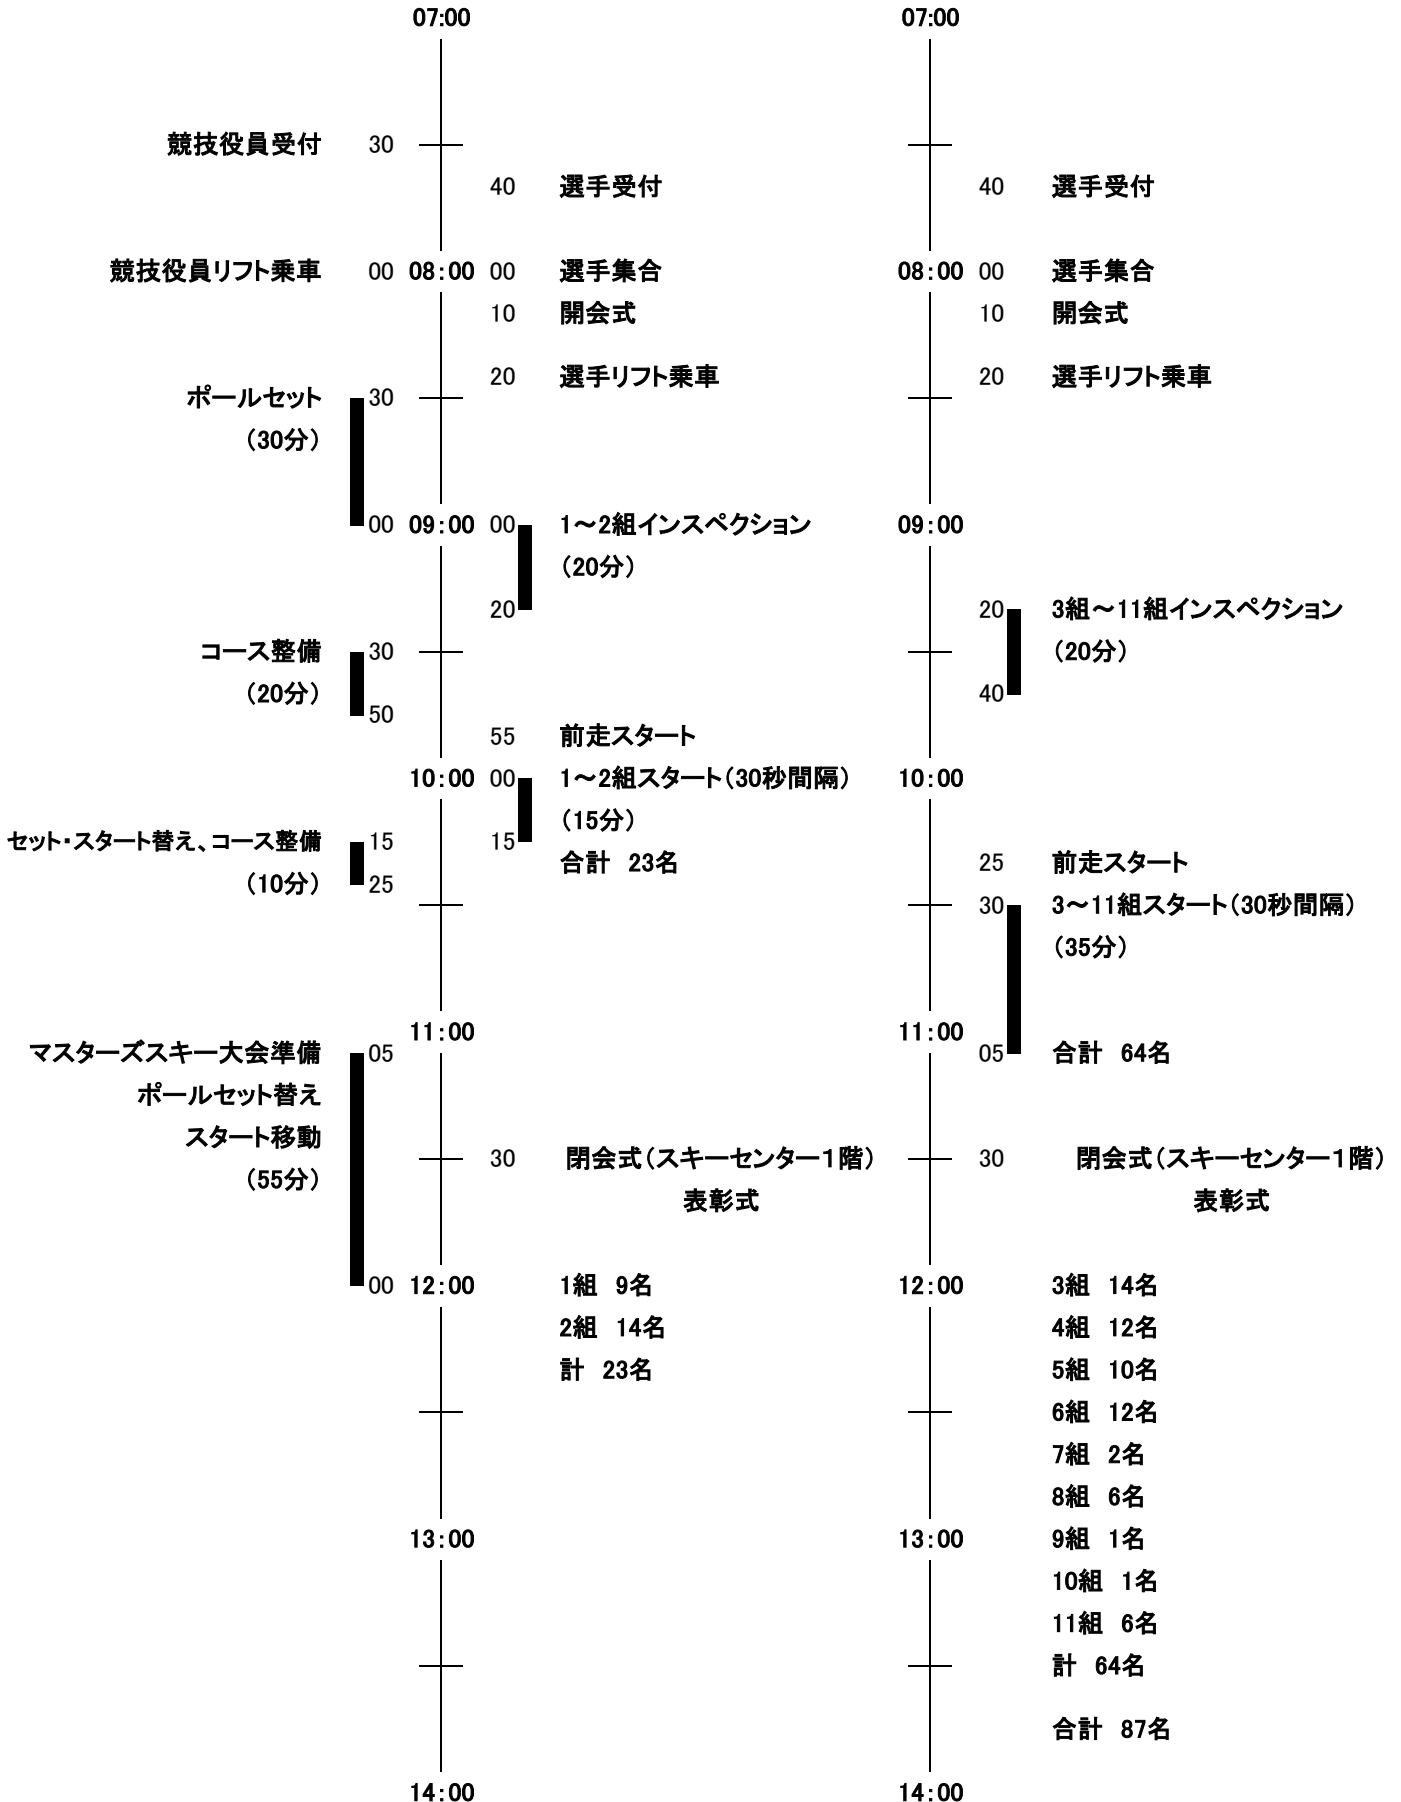 07:00 07:00
競技役員受付 30
40 選手受付 40 選手受付
競技役員リフト乗車 00 08:00 00 選手集合 08:00 00 選手集合
10 開会式 10 開会式
20 選手リフト乗車 20 選手リフト乗車
ポールセット 30
（30分）
00 09:00 00 1～2組インスペクション 09:00
（20分）
20 20 3組～11組インスペクション
コース整備 30 （20分）
（20分） 40
50
55 前走スタート
10:00 00 1～2組スタート（30秒間隔） 10:00
（15分）
セット・スタート替え、コース整備 15 15
合計 23名 25 前走スタート
（10分） 25
30 3～11組スタート（30秒間隔）
（35分）
11:00 11:00
マスターズスキー大会準備 05 05 合計 64名
ポールセット替え
スタート移動
30 閉会式（スキーセンター１階） 30 閉会式（スキーセンター１階）
（55分）
表彰式 表彰式
00 12:00 1組 9名 12:00 3組 14名
2組 14名 4組 12名
計 23名 5組 10名
6組 12名
7組 2名
8組 6名
13:00 13:00 9組 1名
10組 1名
11組 6名
計 64名
合計 87名
14:00 14:00